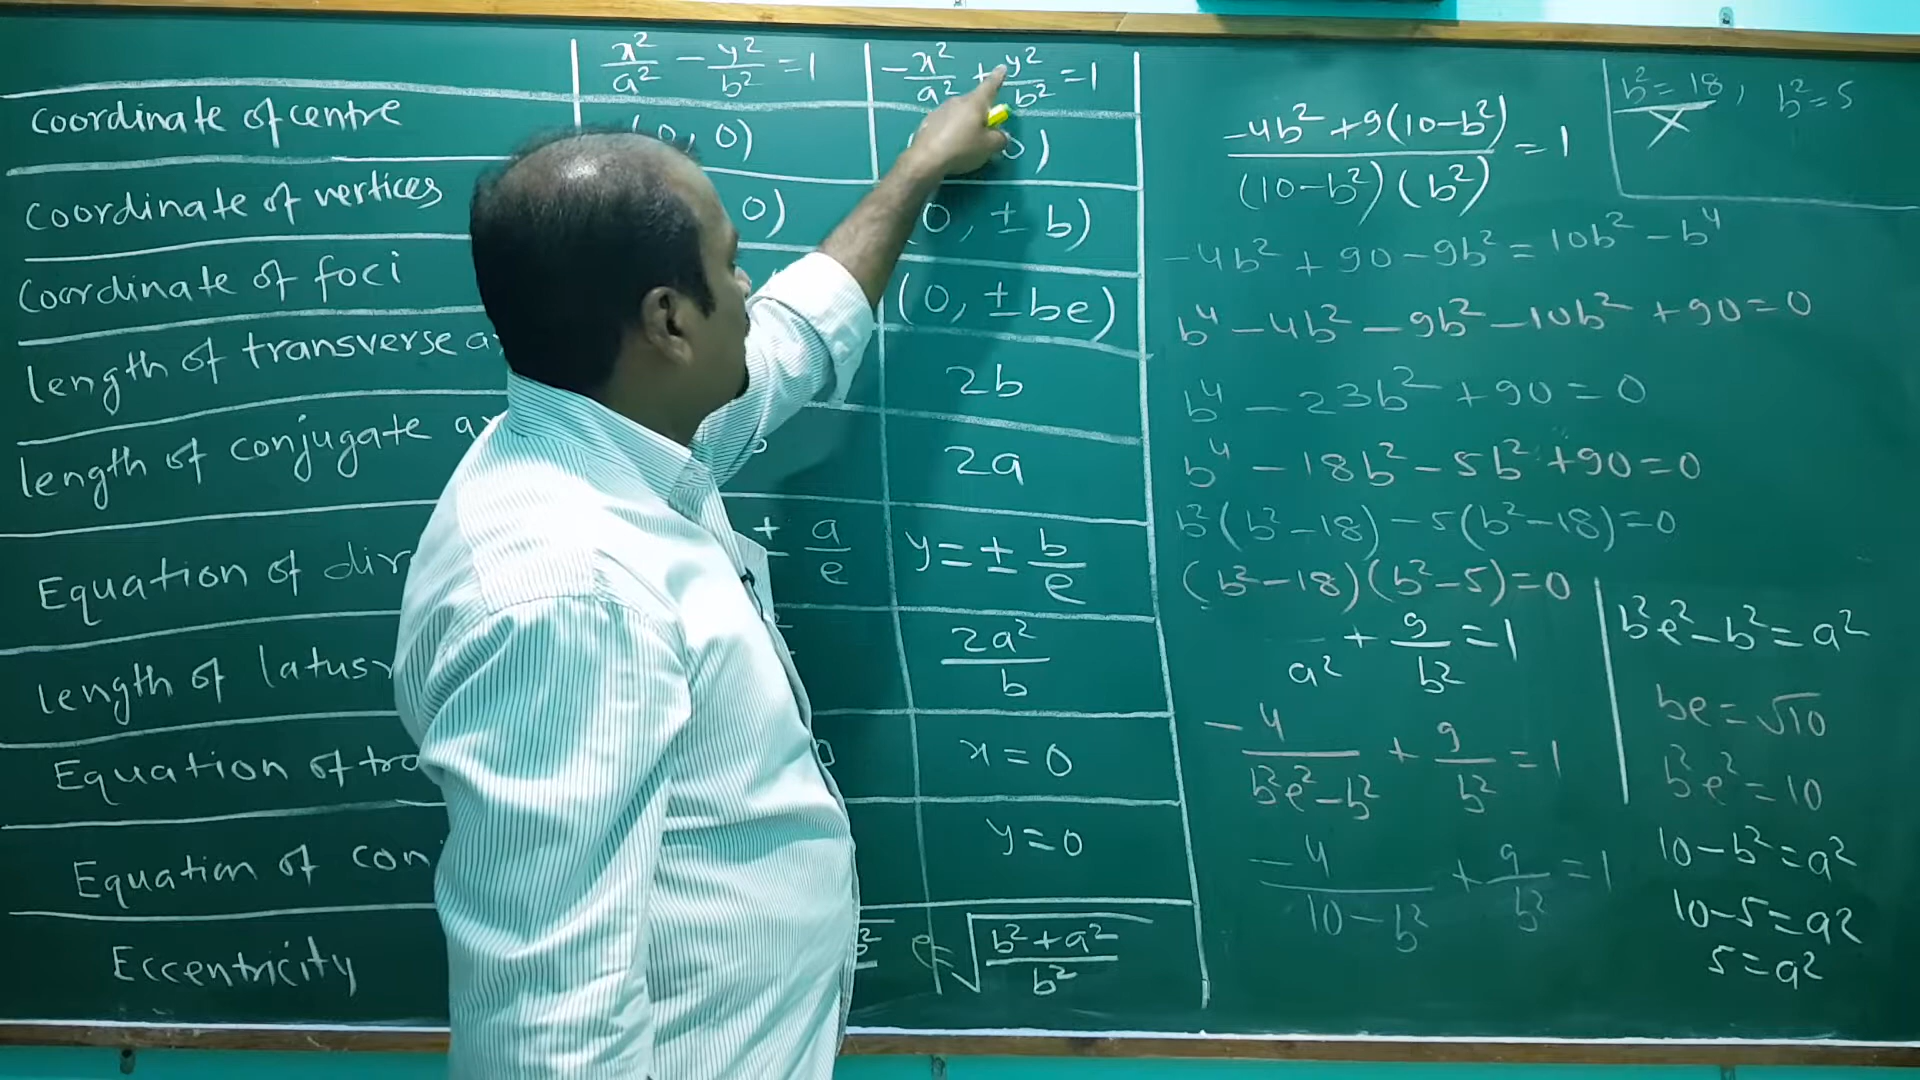 x²/a² - y²/b² = 1
-x²/a² + y²/b² = 1
Coordinate of centre 0) 0)
Coordinate of vertices 0) 0, ± b)
Coordinate of foci (0, ± be)
length of transverse 2b
length of conjugate 2a
Equation of ± a/e y = ± b/e
length of 2a²/b
Equation of x = 0
Equation of y = 0
Eccentricity e = √(b²+a²/b²)
-4b² + 9(10-b²)/(10-b²)(b²) = 1
b² = 18, b² = 5
X
-4b² + 90 - 9b² = 10b² - b⁴
b⁴ - 4b² - 9b² - 10b² + 90 = 0
b⁴ - 23b² + 90 = 0
b⁴ - 18b² - 5b² + 90 = 0
b²(b²-18) - 5(b²-18) = 0
(b²-18)(b²-5) = 0
a² + 9/b² = 1
-4/b²e²-b² + 9/b² = 1
-4/10-b² + 9/b² = 1
b²e² - b² = a²
be = √10
b²e² = 10
10 - b² = a²
10 - 5 = a²
5 = a²